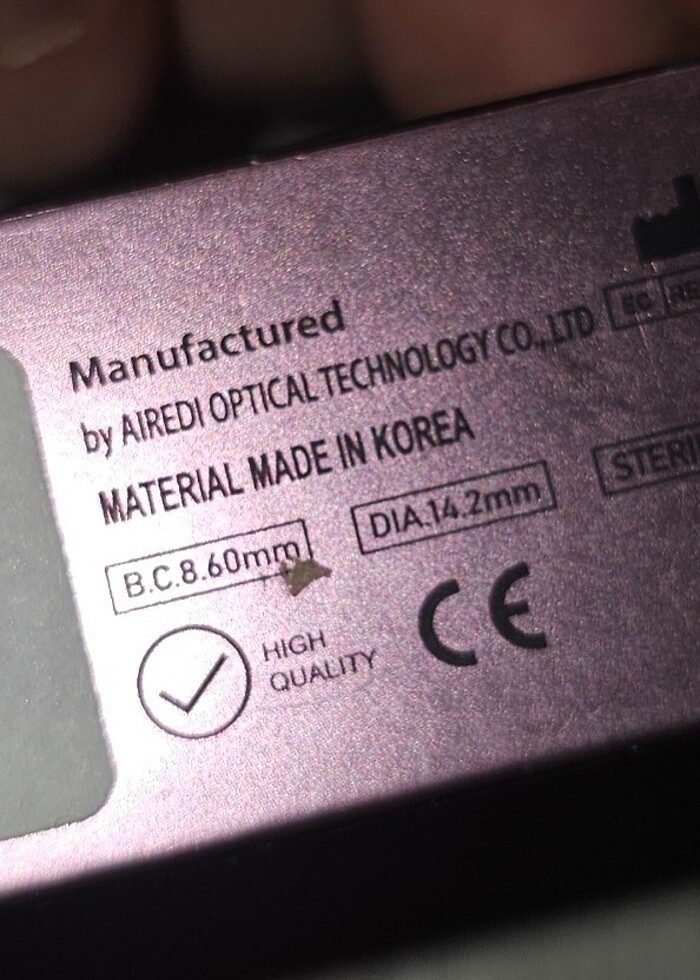 Manufactured
by AIREDI OPTICAL TECHNOLOGY CO.,LTD
EC
MATERIAL MADE IN KOREA
B.C.8.60mm
DIA.14.2mm
HIGH
QUALITY
CE